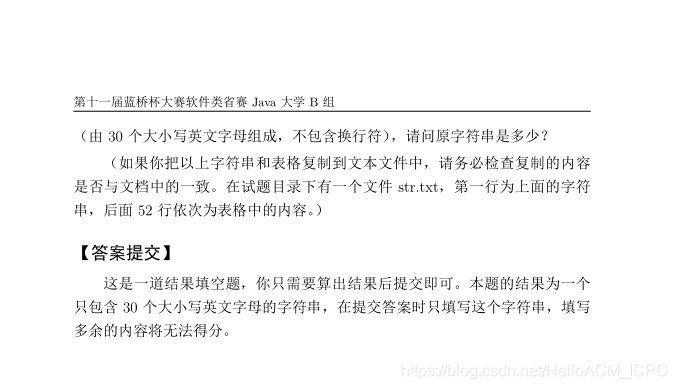 第十一届蓝桥杯大赛软件类省赛 Java 大学 B 组
（由 30 个大小写英文字母组成，不包含换行符），请问原字符串是多少？
（如果你把以上字符串和表格复制到文本文件中，请务必检查复制的内容
是否与文档中的一致。在试题目录下有一个文件 str.txt，第一行为上面的字符
串，后面 52 行依次为表格中的内容。）
【答案提交】
这是一道结果填空题，你只需要算出结果后提交即可。本题的结果为一个
只包含 30 个大小写英文字母的字符串，在提交答案时只填写这个字符串，填写
多余的内容将无法得分。
https://blog.csdn.net/HelloACM_ICPC